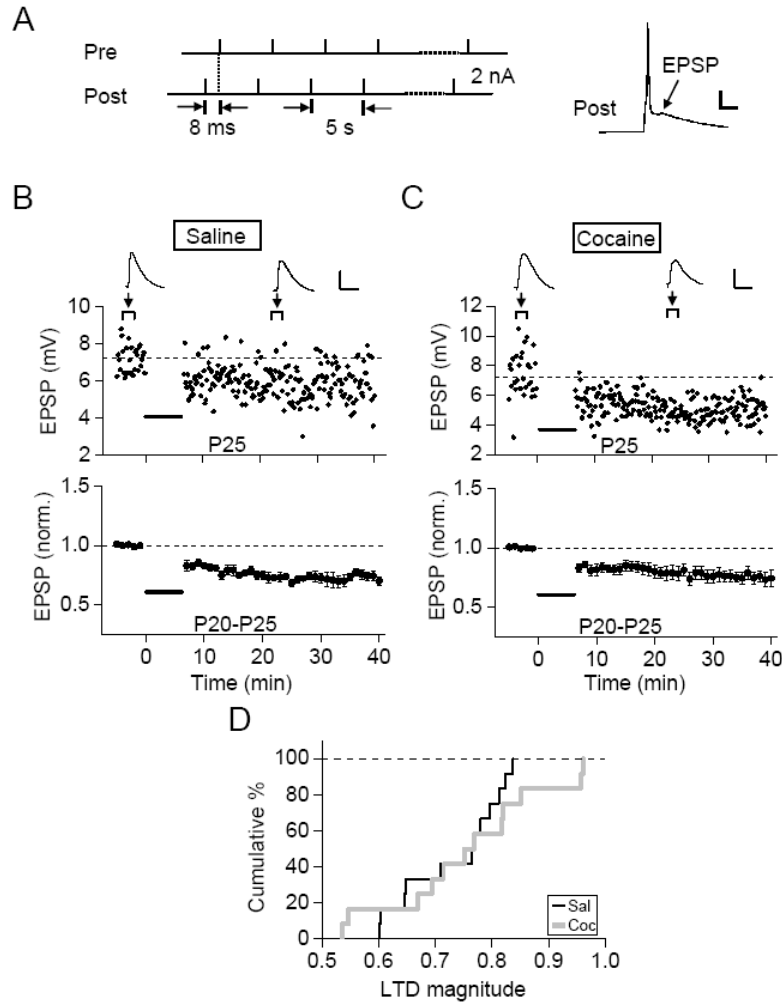 A
Pre
Post
2 nA
8 ms
5 s
Post
EPSP
B
Saline
EPSP (mV)
10
8
6
4
2
P25
EPSP (norm.)
1.5
1.0
0.5
P20-P25
0 10 20 30 40
Time (min)
C
Cocaine
EPSP (mV)
12
10
8
6
4
2
P25
EPSP (norm.)
1.5
1.0
0.5
P20-P25
0 10 20 30 40
Time (min)
D
Cumulative %
100
80
60
40
20
0
Sal
Coc
0.5 0.6 0.7 0.8 0.9 1.0
LTD magnitude